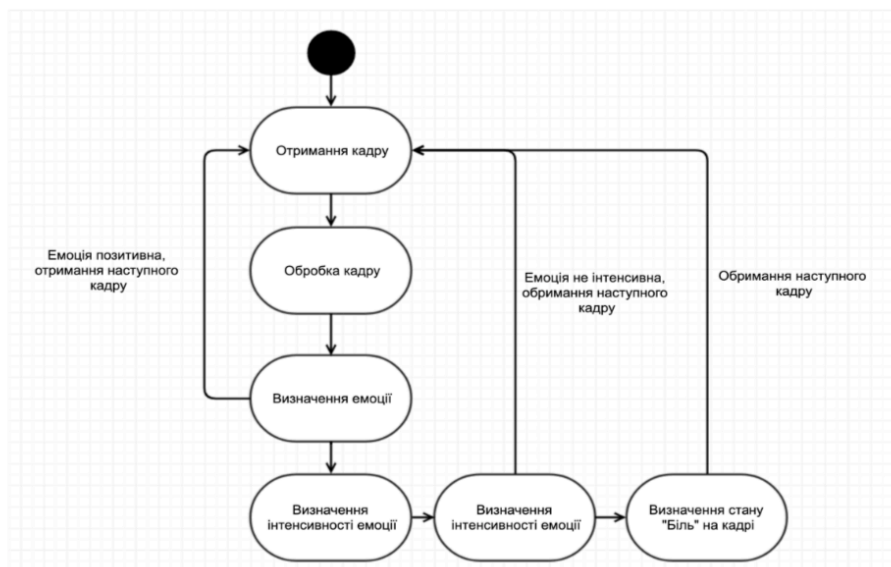 Отримання кадру
Обробка кадру
Емоція позитивна,
отримання наступного
кадру
Емоція не інтенсивна,
обримання наступного
кадру
Обримання наступного
кадру
Визначення емоції
Визначення
інтенсивності емоції
Визначення
інтенсивності емоції
Визначення стану
"Біль" на кадрі